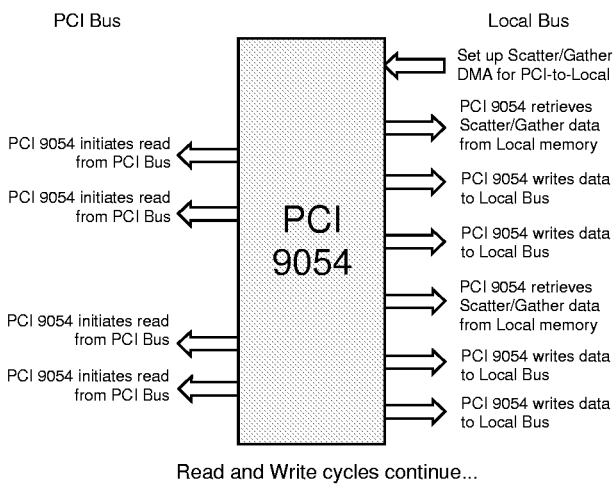 PCI Bus
Local Bus
Set up Scatter/Gather
DMA for PCI-to-Local
PCI 9054 retrieves
Scatter/Gather data
from Local memory
PCI 9054 initiates read
from PCI Bus
PCI 9054 writes data
to Local Bus
PCI 9054 initiates read
from PCI Bus
PCI
9054
PCI 9054 writes data
to Local Bus
PCI 9054 retrieves
Scatter/Gather data
from Local memory
PCI 9054 initiates read
from PCI Bus
PCI 9054 writes data
to Local Bus
PCI 9054 initiates read
from PCI Bus
PCI 9054 writes data
to Local Bus
Read and Write cycles continue...